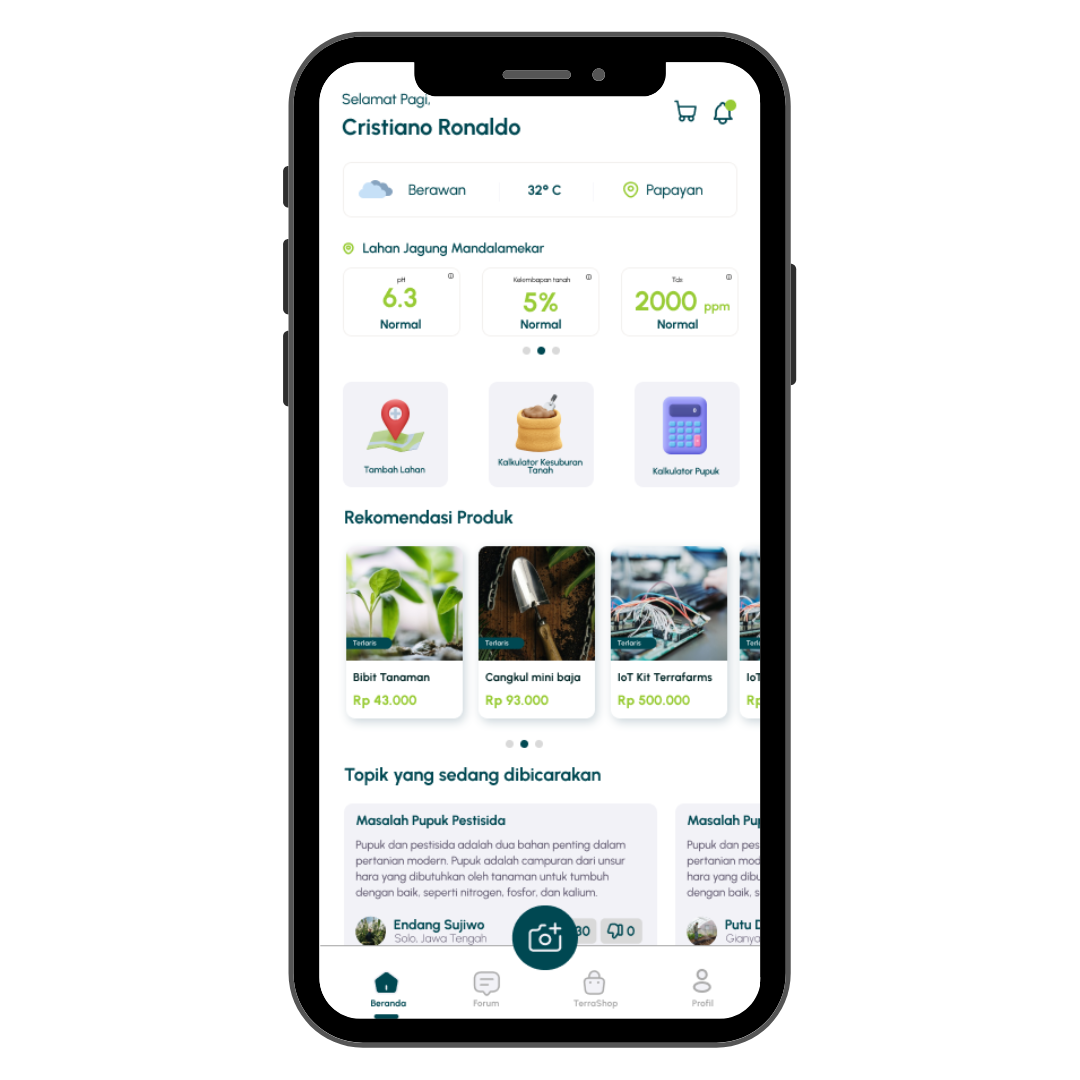 Selamat Pagi,
Cristiano Ronaldo
Berawan 32° C Papayan
Lahan Jagung Mandalamekar
pH
6.3
Normal
Kelembapan tanah
5%
Normal
Tds
2000 ppm
Normal
Tambah Lahan
Kalkulator Kesuburan
Tanah
Kalkulator Pupuk
Rekomendasi Produk
Terlaris
Bibit Tanaman
Rp 43.000
Terlaris
Cangkul mini baja
Rp 93.000
Terlaris
IoT Kit Terrafarms
Rp 500.000
Terl
IoT
Rp
Topik yang sedang dibicarakan
Masalah Pupuk Pestisida
Pupuk dan pestisida adalah dua bahan penting dalam
pertanian modern. Pupuk adalah campuran dari unsur
hara yang dibutuhkan oleh tanaman untuk tumbuh
dengan baik, seperti nitrogen, fosfor, dan kalium.
Endang Sujiwo
Solo, Jawa Tengah
30 0
Masalah Pup
Pupuk dan pes
pertanian mod
hara yang dibu
dengan baik, s
Putu D
Gianya
Beranda
Forum
TerraShop
Profil